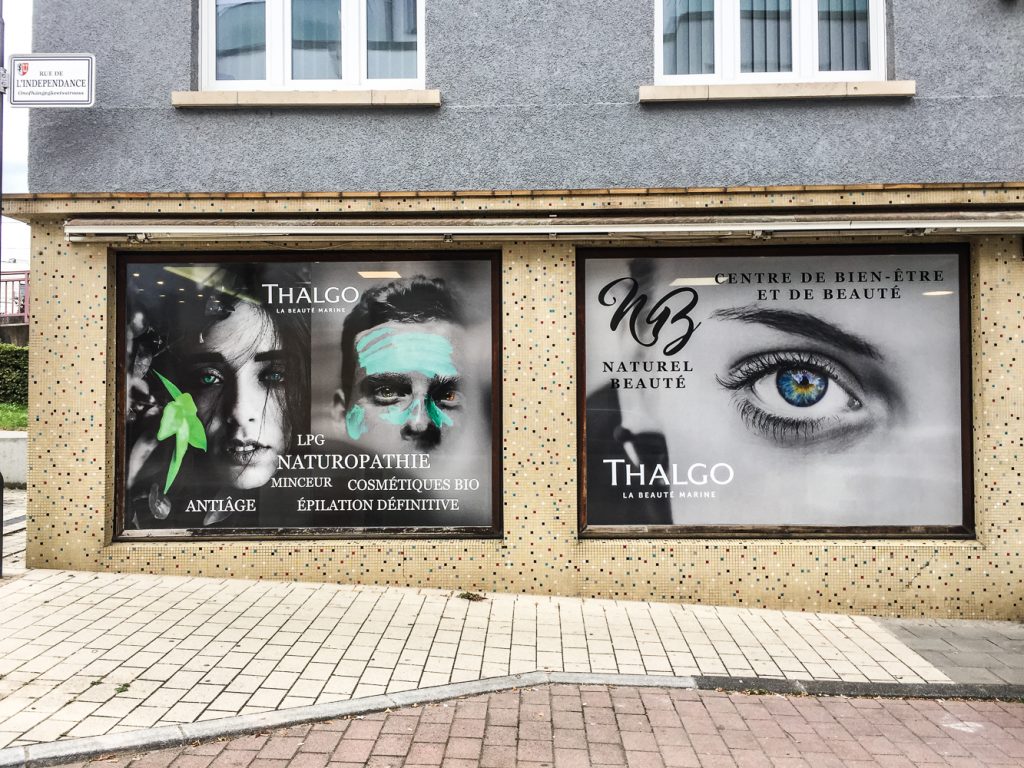 RUE DE
L'INDEPENDANCE
Onofhängegkeetsstrooss
THALGO
LA BEAUTÉ MARINE
LPG
NATUROPATHIE
MINCEUR
COSMÉTIQUES BIO
ANTIÂGE
ÉPILATION DÉFINITIVE
CENTRE DE BIEN-ÊTRE
ET DE BEAUTÉ
NATUREL
BEAUTÉ
THALGO
LA BEAUTÉ MARINE